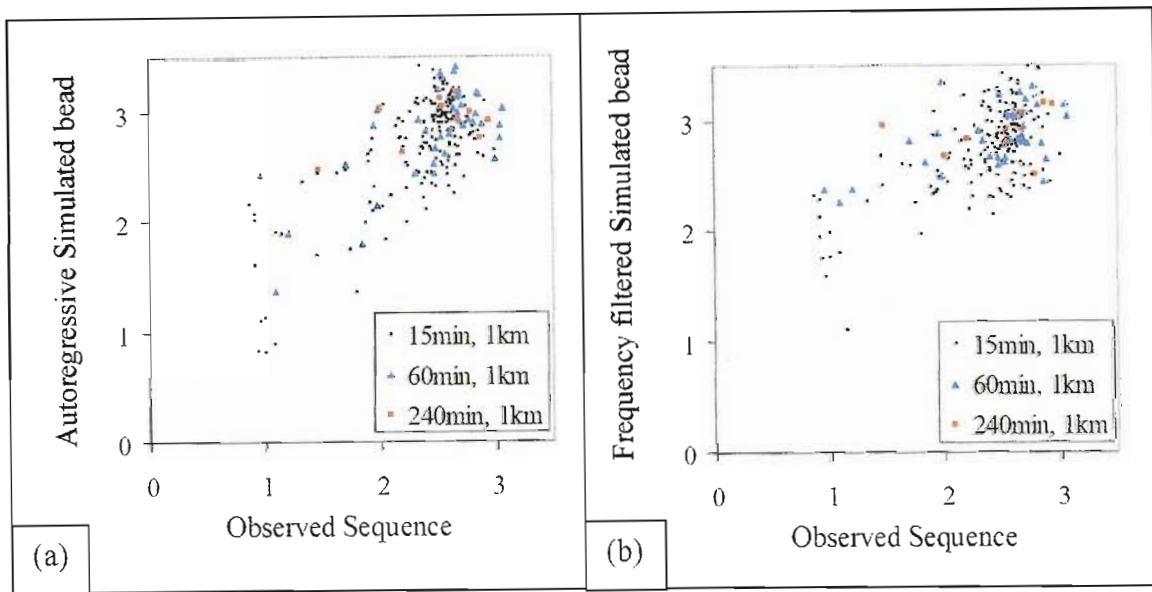 Autoregressive Simulated bead
3
2
1
0
0 1 2 3
Observed Sequence
15min, 1km
60min, 1km
240min, 1km
(a)
Frequency filtered Simulated bead
3
2
1
0
0 1 2 3
Observed Sequence
15min, 1km
60min, 1km
240min, 1km
(b)